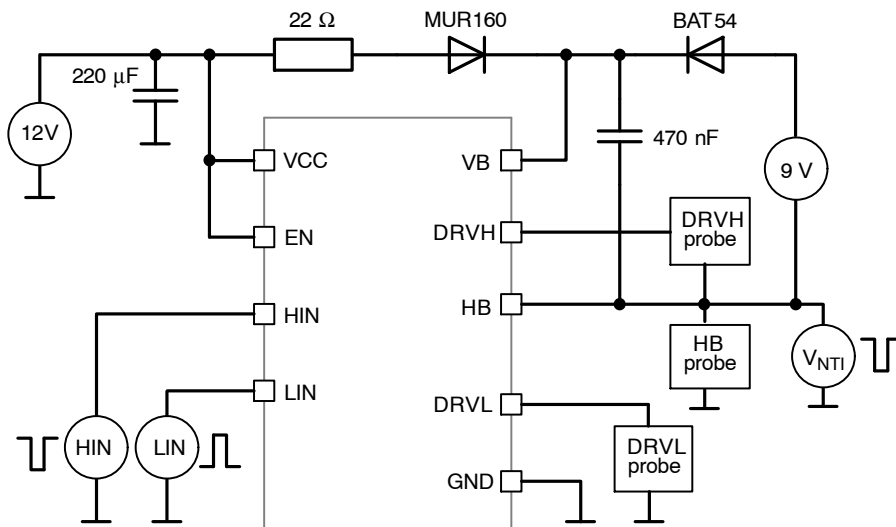 22 Ω
MUR160
BAT54
220 μF
12V
470 nF
9 V
VCC
VB
EN
DRVH
DRVH
probe
HIN
HB
HB
probe
V_NTI
LIN
DRVL
HIN
LIN
DRVL
probe
GND